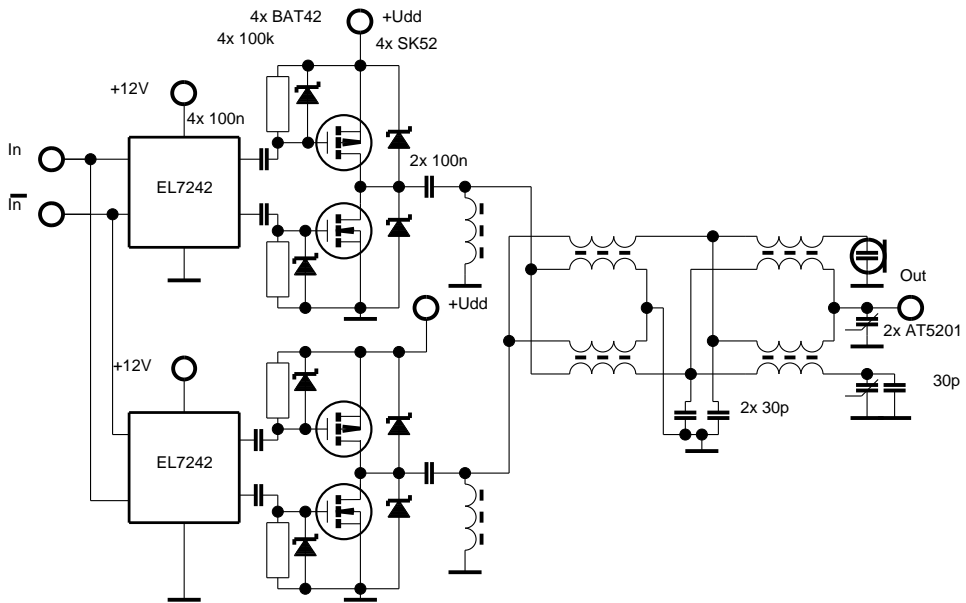 4x BAT42
+Udd
4x 100k
4x SK52
+12V
4x 100n
In
EL7242
2x 100n
In
Out
+Udd
2x AT5201
+12V
30p
2x 30p
EL7242